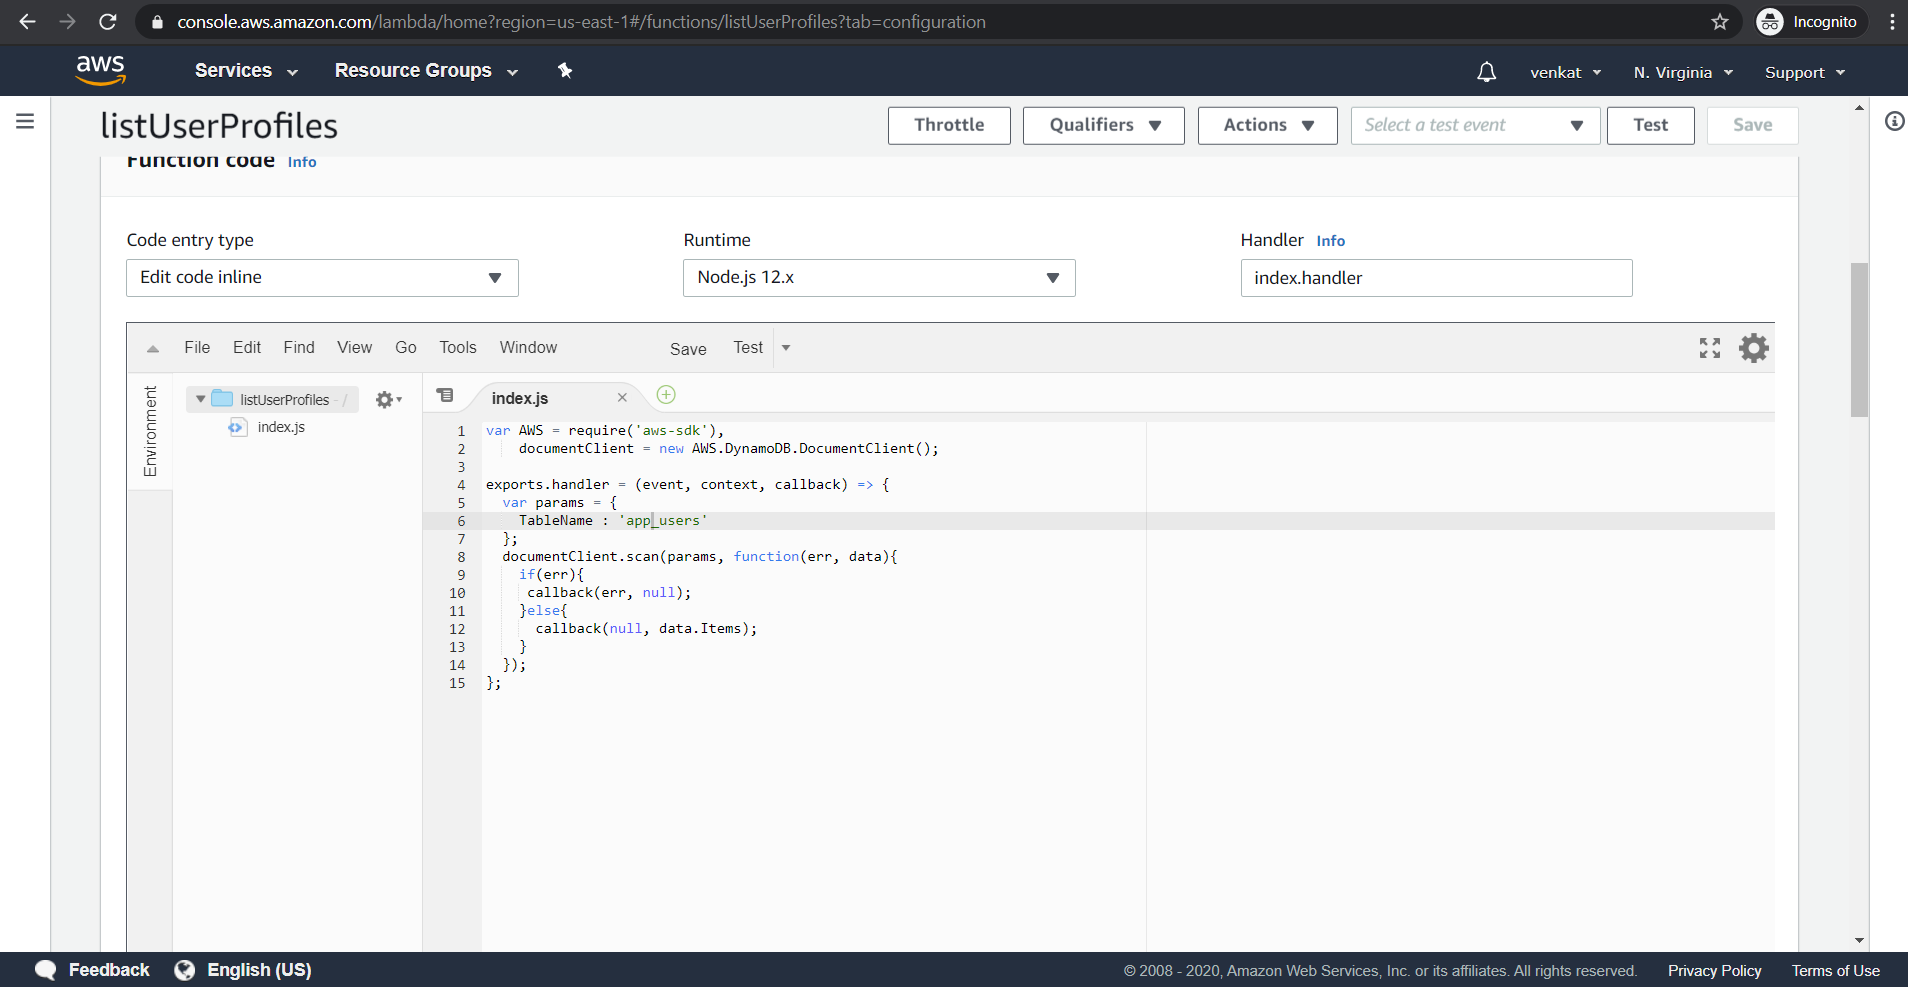 console.aws.amazon.com/lambda/home?region=us-east-1#/functions/listUserProfiles?tab=configuration
Incognito
aws
Services
Resource Groups
venkat
N. Virginia
Support
listUserProfiles
Throttle
Qualifiers
Actions
Select a test event
Test
Save
Function code Info
Code entry type
Runtime
Handler Info
Edit code inline
Node.js 12.x
index.handler
File Edit Find View Go Tools Window Save Test
Environment
listUserProfiles - /
index.js
index.js
1 var AWS = require('aws-sdk'),
2 documentClient = new AWS.DynamoDB.DocumentClient();
3
4 exports.handler = (event, context, callback) => {
5 var params = {
6 TableName : 'app_users'
7 };
8 documentClient.scan(params, function(err, data){
9 if(err){
10 callback(err, null);
11 }else{
12 callback(null, data.Items);
13 }
14 });
15 };
Feedback
English (US)
© 2008 - 2020, Amazon Web Services, Inc. or its affiliates. All rights reserved.
Privacy Policy
Terms of Use